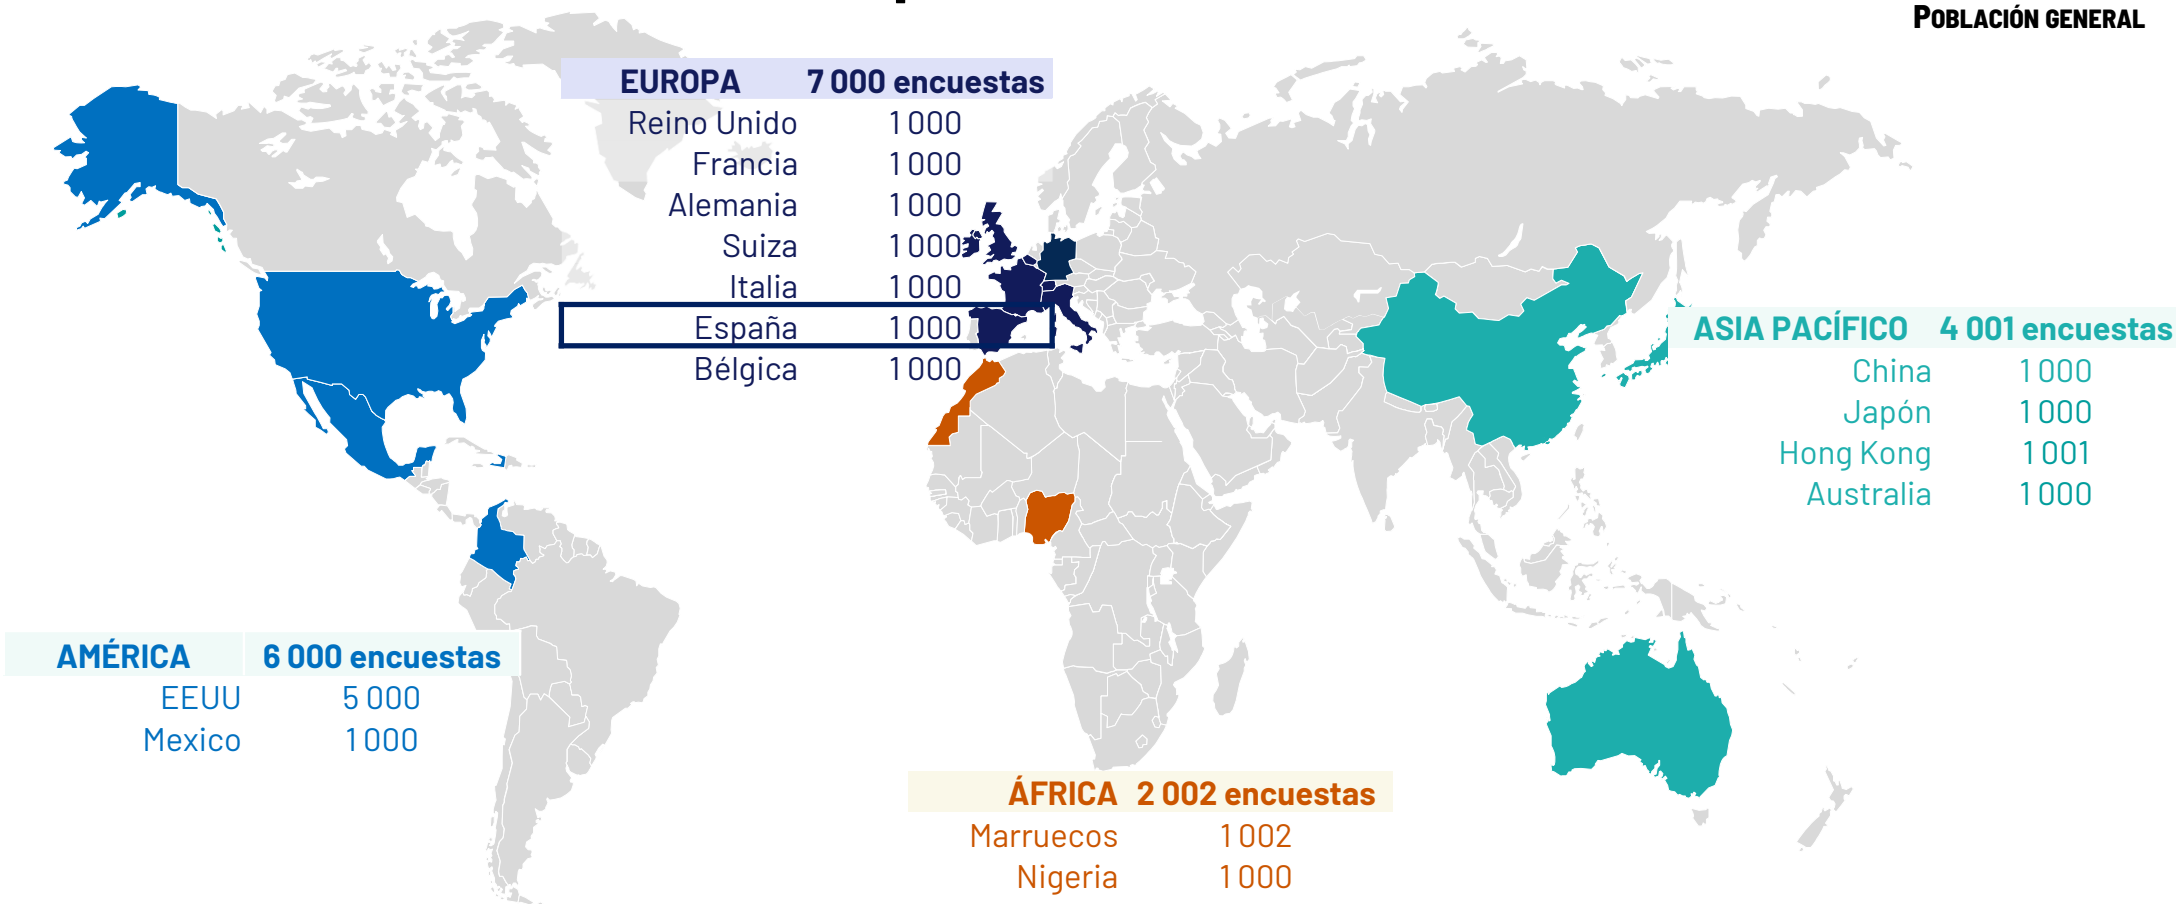 POBLACIÓN GENERAL
EUROPA 7 000 encuestas
Reino Unido 1 000
Francia 1 000
Alemania 1 000
Suiza 1 000
Italia 1 000
España 1 000
Bélgica 1 000
ASIA PACÍFICO 4 001 encuestas
China 1 000
Japón 1 000
Hong Kong 1 001
Australia 1 000
AMÉRICA 6 000 encuestas
EEUU 5 000
Mexico 1 000
ÁFRICA 2 002 encuestas
Marruecos 1 002
Nigeria 1 000